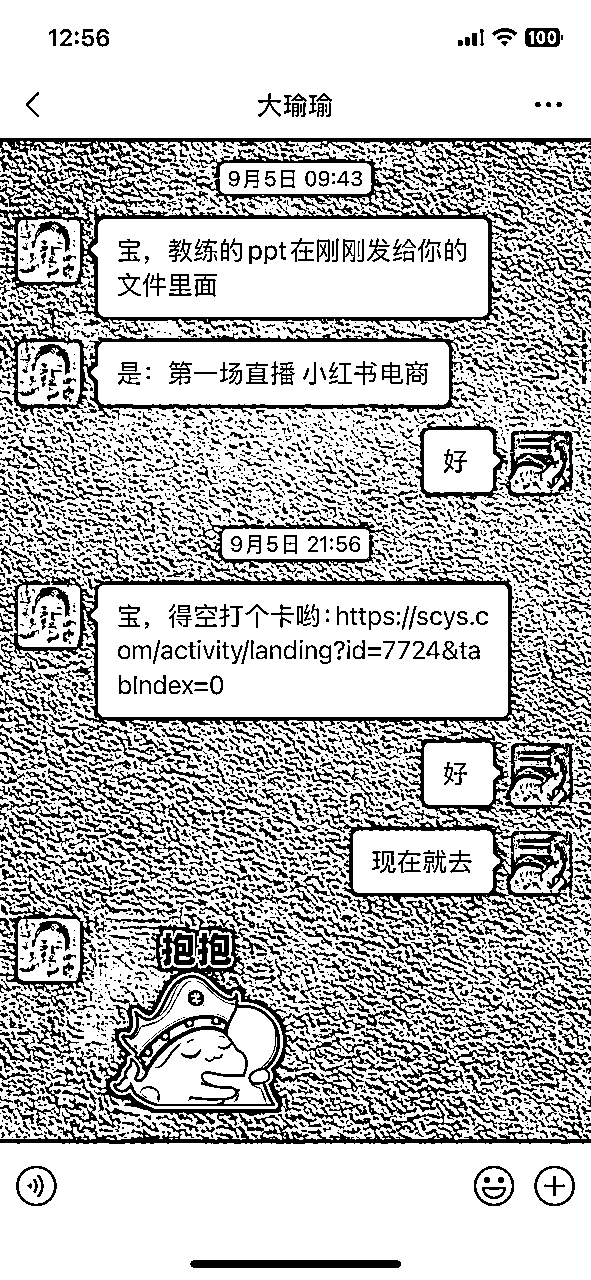 12:56
100
大瑜瑜
9月5日 09:43
宝，教练的ppt在刚刚发给你的
文件里面
是：第一场直播 小红书电商
好
9月5日 21:56
宝，得空打个卡哟：https://scys.c
om/activity/landing?id=7724&ta
bIndex=0
好
现在就去
抱抱